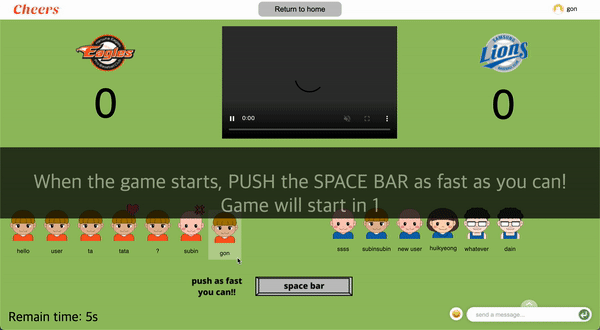 Cheers
Return to home
gon
Eagles
SAMSUNG
Lions
0
0:00
0
When the game starts, PUSH the SPACE BAR as fast as you can!
Game will start in 1
hello
user
ta
tata
?
subin
gon
ssss
subinsubin
new user
huikyeong
whatever
dain
push as fast
you can!!
space bar
Remain time: 5s
send a message...